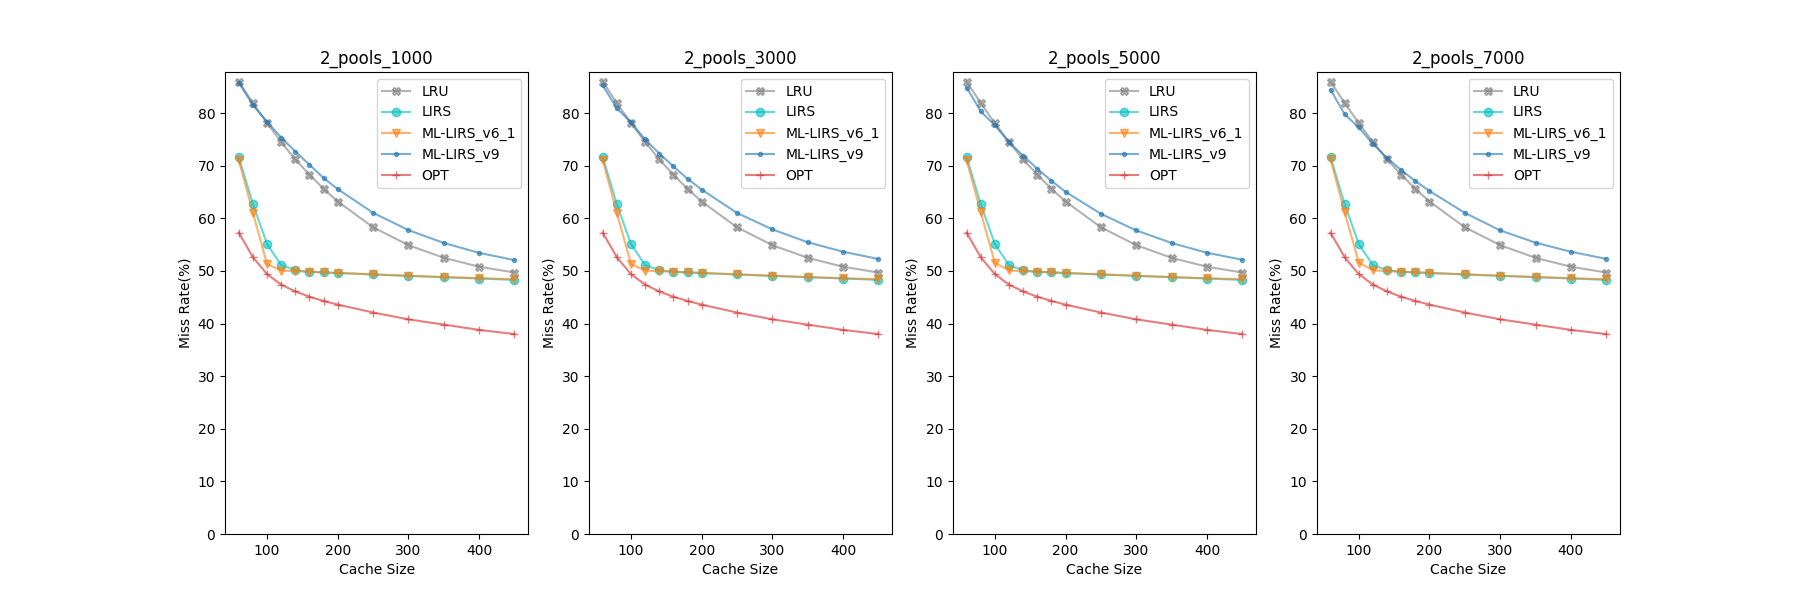 2_pools_1000
Miss Rate(%)
80
70
60
50
40
30
20
10
0
100 200 300 400
Cache Size
LRU
LIRS
ML-LIRS_v6_1
ML-LIRS_v9
OPT
2_pools_3000
Miss Rate(%)
80
70
60
50
40
30
20
10
0
100 200 300 400
Cache Size
LRU
LIRS
ML-LIRS_v6_1
ML-LIRS_v9
OPT
2_pools_5000
Miss Rate(%)
80
70
60
50
40
30
20
10
0
100 200 300 400
Cache Size
LRU
LIRS
ML-LIRS_v6_1
ML-LIRS_v9
OPT
2_pools_7000
Miss Rate(%)
80
70
60
50
40
30
20
10
0
100 200 300 400
Cache Size
LRU
LIRS
ML-LIRS_v6_1
ML-LIRS_v9
OPT